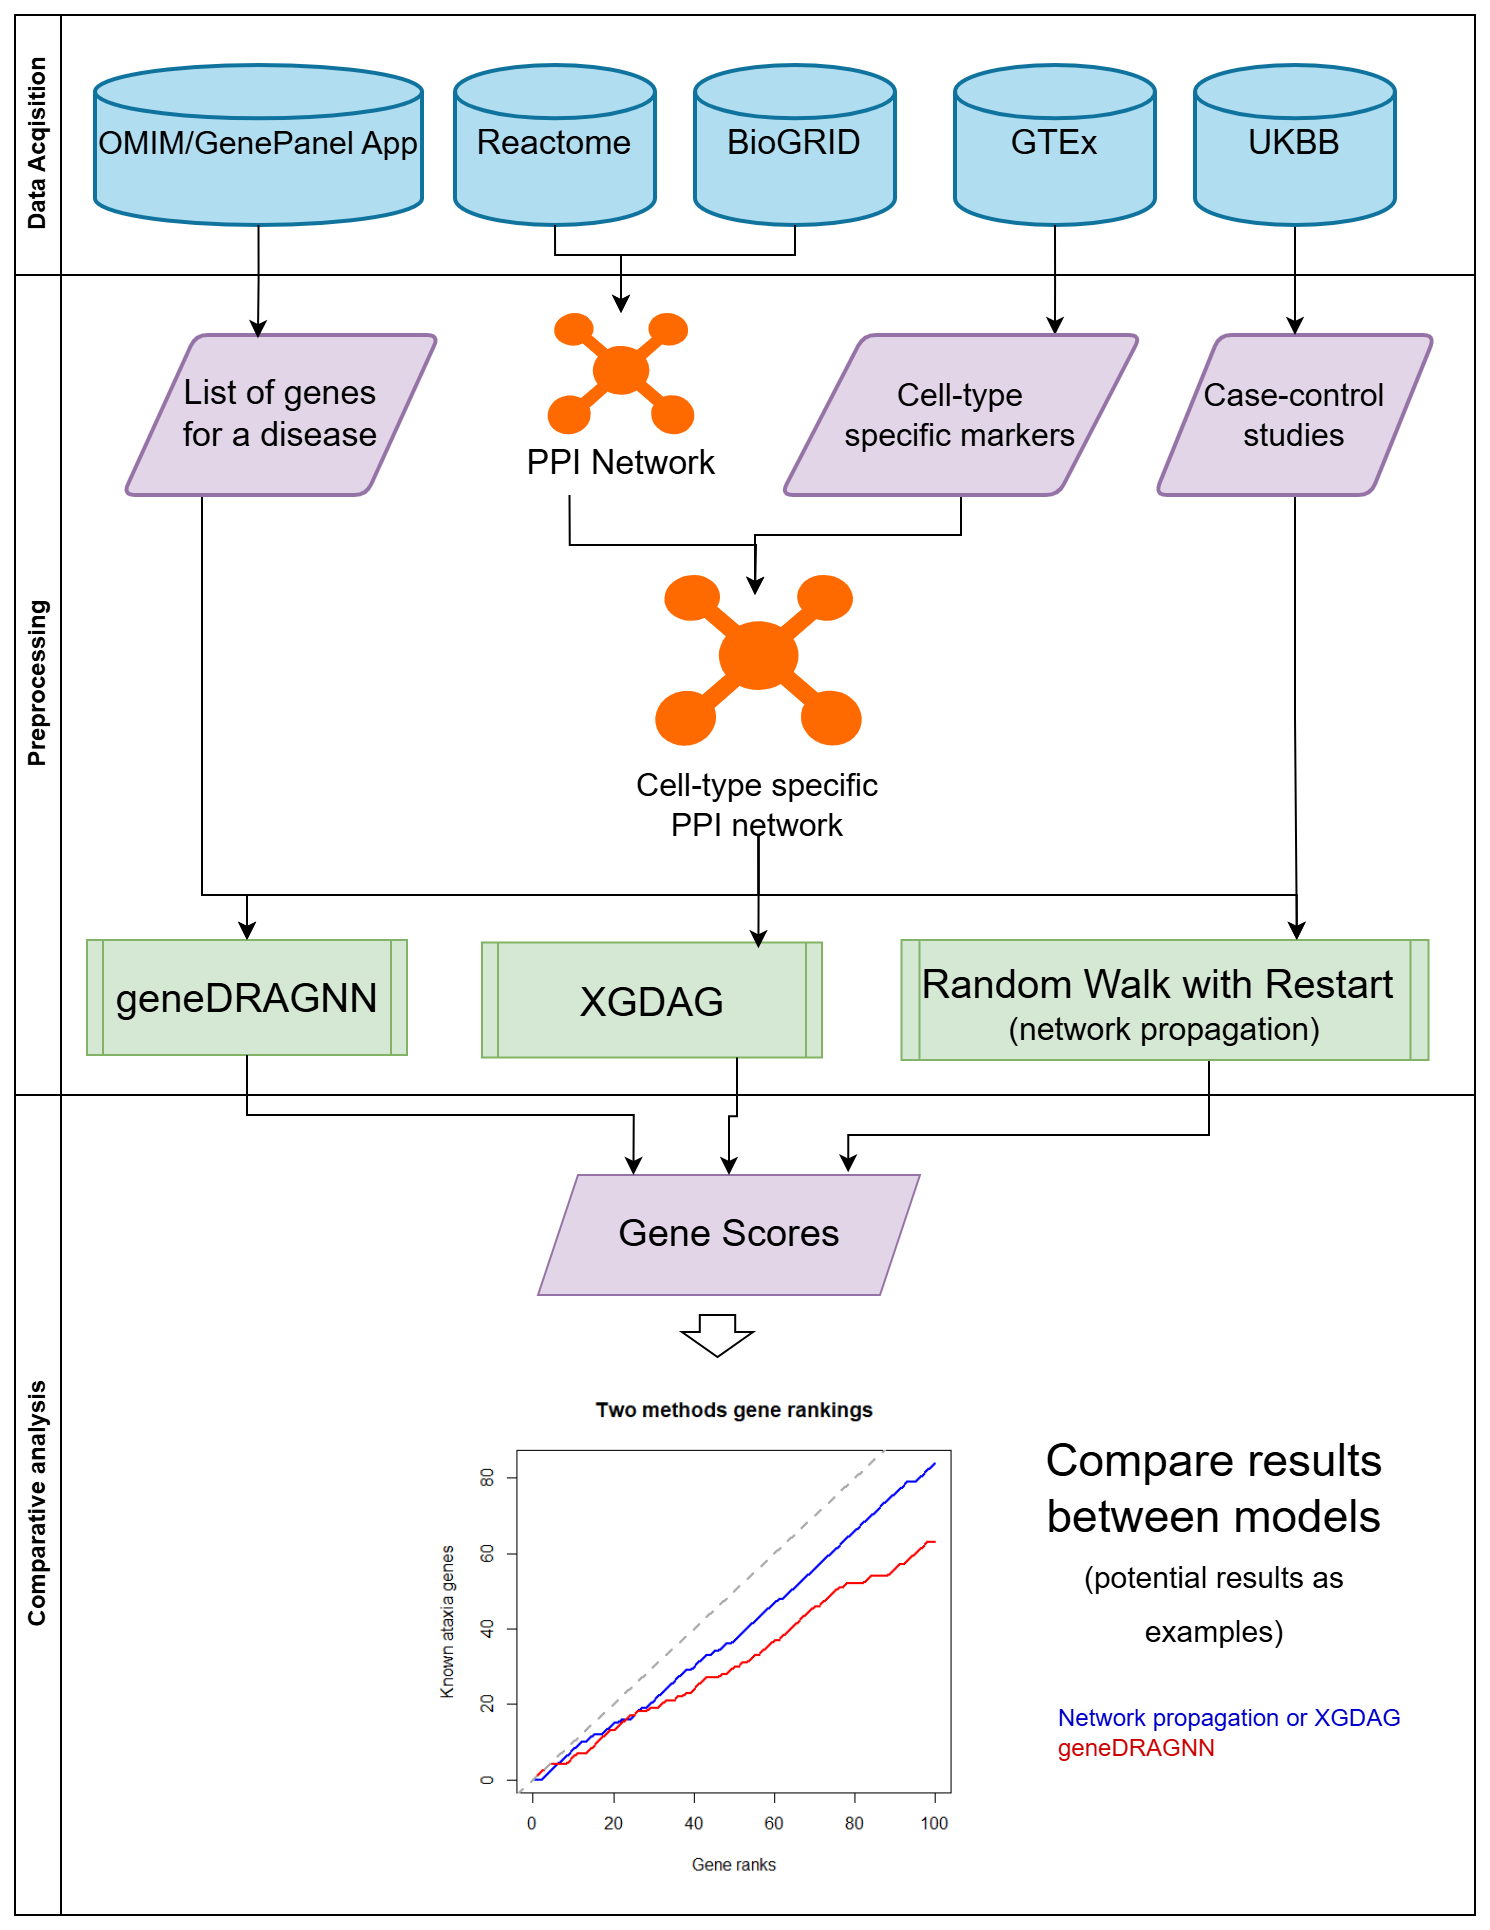 Data Acqisition
OMIM/GenePanel App
Reactome
BioGRID
GTEx
UKBB
Preprocessing
List of genes
for a disease
PPI Network
Cell-type
specific markers
Case-control
studies
Cell-type specific
PPI network
geneDRAGNN
XGDAG
Random Walk with Restart
(network propagation)
Comparative analysis
Gene Scores
Two methods gene rankings
Known ataxia genes
80
60
40
20
0
0
20
40
60
80
100
Gene ranks
Compare results
between models
(potential results as
examples)
Network propagation or XGDAG
geneDRAGNN